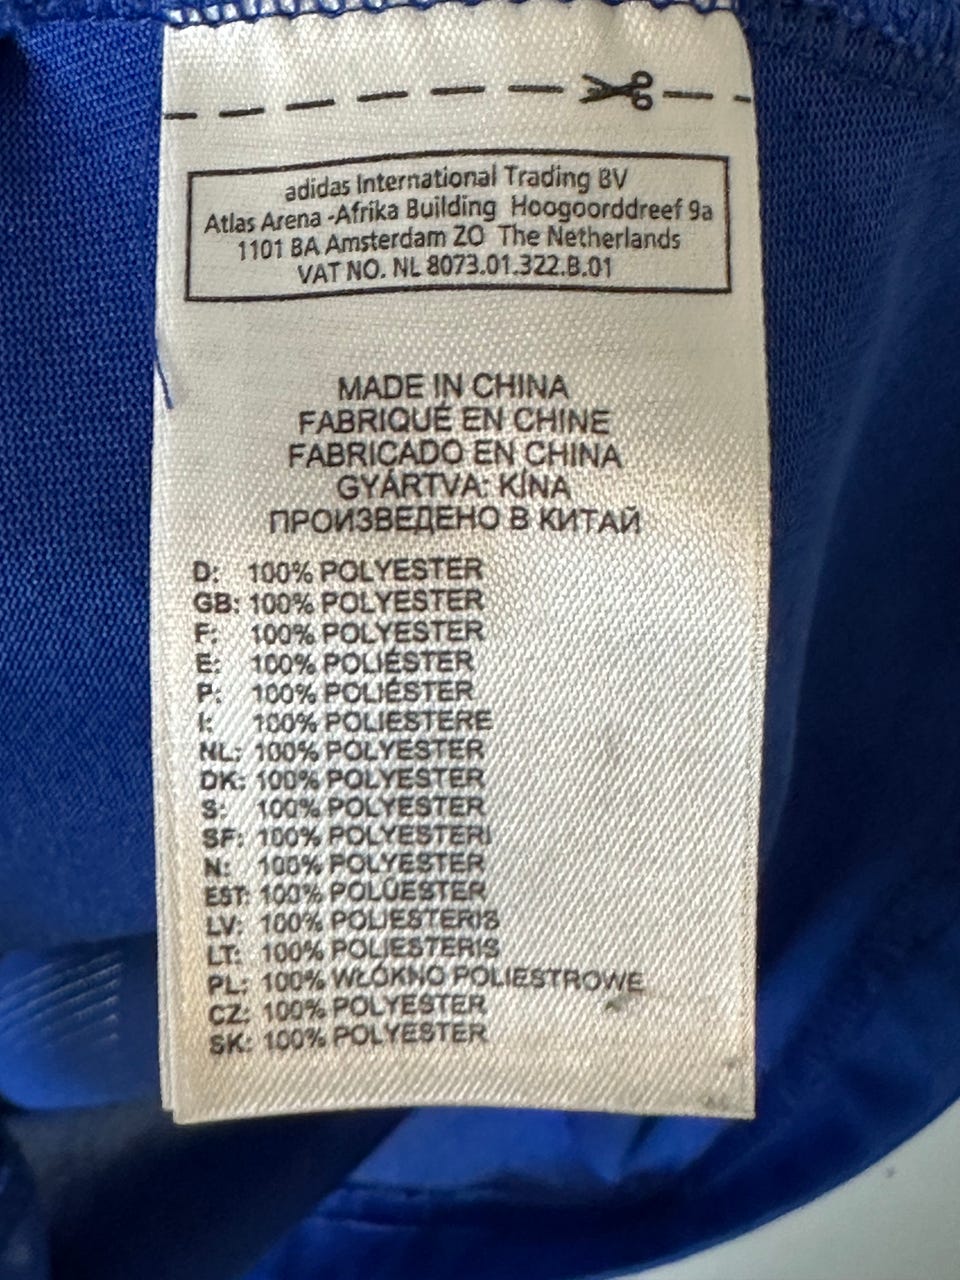 adidas International Trading BV
Atlas Arena -Afrika Building Hoogoorddreef 9a
1101 BA Amsterdam ZO The Netherlands
VAT NO. NL 8073.01.322.B.01
MADE IN CHINA
FABRIQUÉ EN CHINE
FABRICADO EN CHINA
GYÁRTVA: KÍNA
ПРОИЗВЕДЕНО В КИТАЙ
D: 100% POLYESTER
GB: 100% POLYESTER
F: 100% POLYESTER
E: 100% POLIÉSTER
P: 100% POLIÉSTER
I: 100% POLIESTERE
NL: 100% POLYESTER
DK: 100% POLYESTER
S: 100% POLYESTER
SF: 100% POLYESTERI
N: 100% POLYESTER
EST: 100% POLÜESTER
LV: 100% POLIESTERIS
LT: 100% POLIESTERIS
PL: 100% WŁÓKNO POLIESTROWE
CZ: 100% POLYESTER
SK: 100% POLYESTER